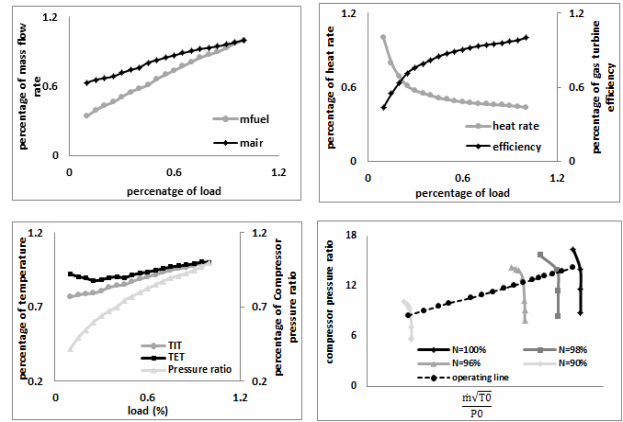 percentage of mass flow
rate
1.2
0.6
0
mfuel
mair
0
0.6
1.2
percenatge of load
percentage of heat rate
1.2
0.6
0
heat rate
efficiency
1.2
0.6
0
percentage of gas turbine
efficiency
0
0.6
1.2
percentage of load
percentage of temperature
1.2
0.7
0.2
TIT
TET
Pressure ratio
1.2
0.7
0.2
percentage of Compressor
pressure ratio
0
0.6
1.2
load (%)
compressor pressure ratio
18
12
6
0
N=100%
N=98%
N=96%
N=90%
operating line
ṁ√T0
P0